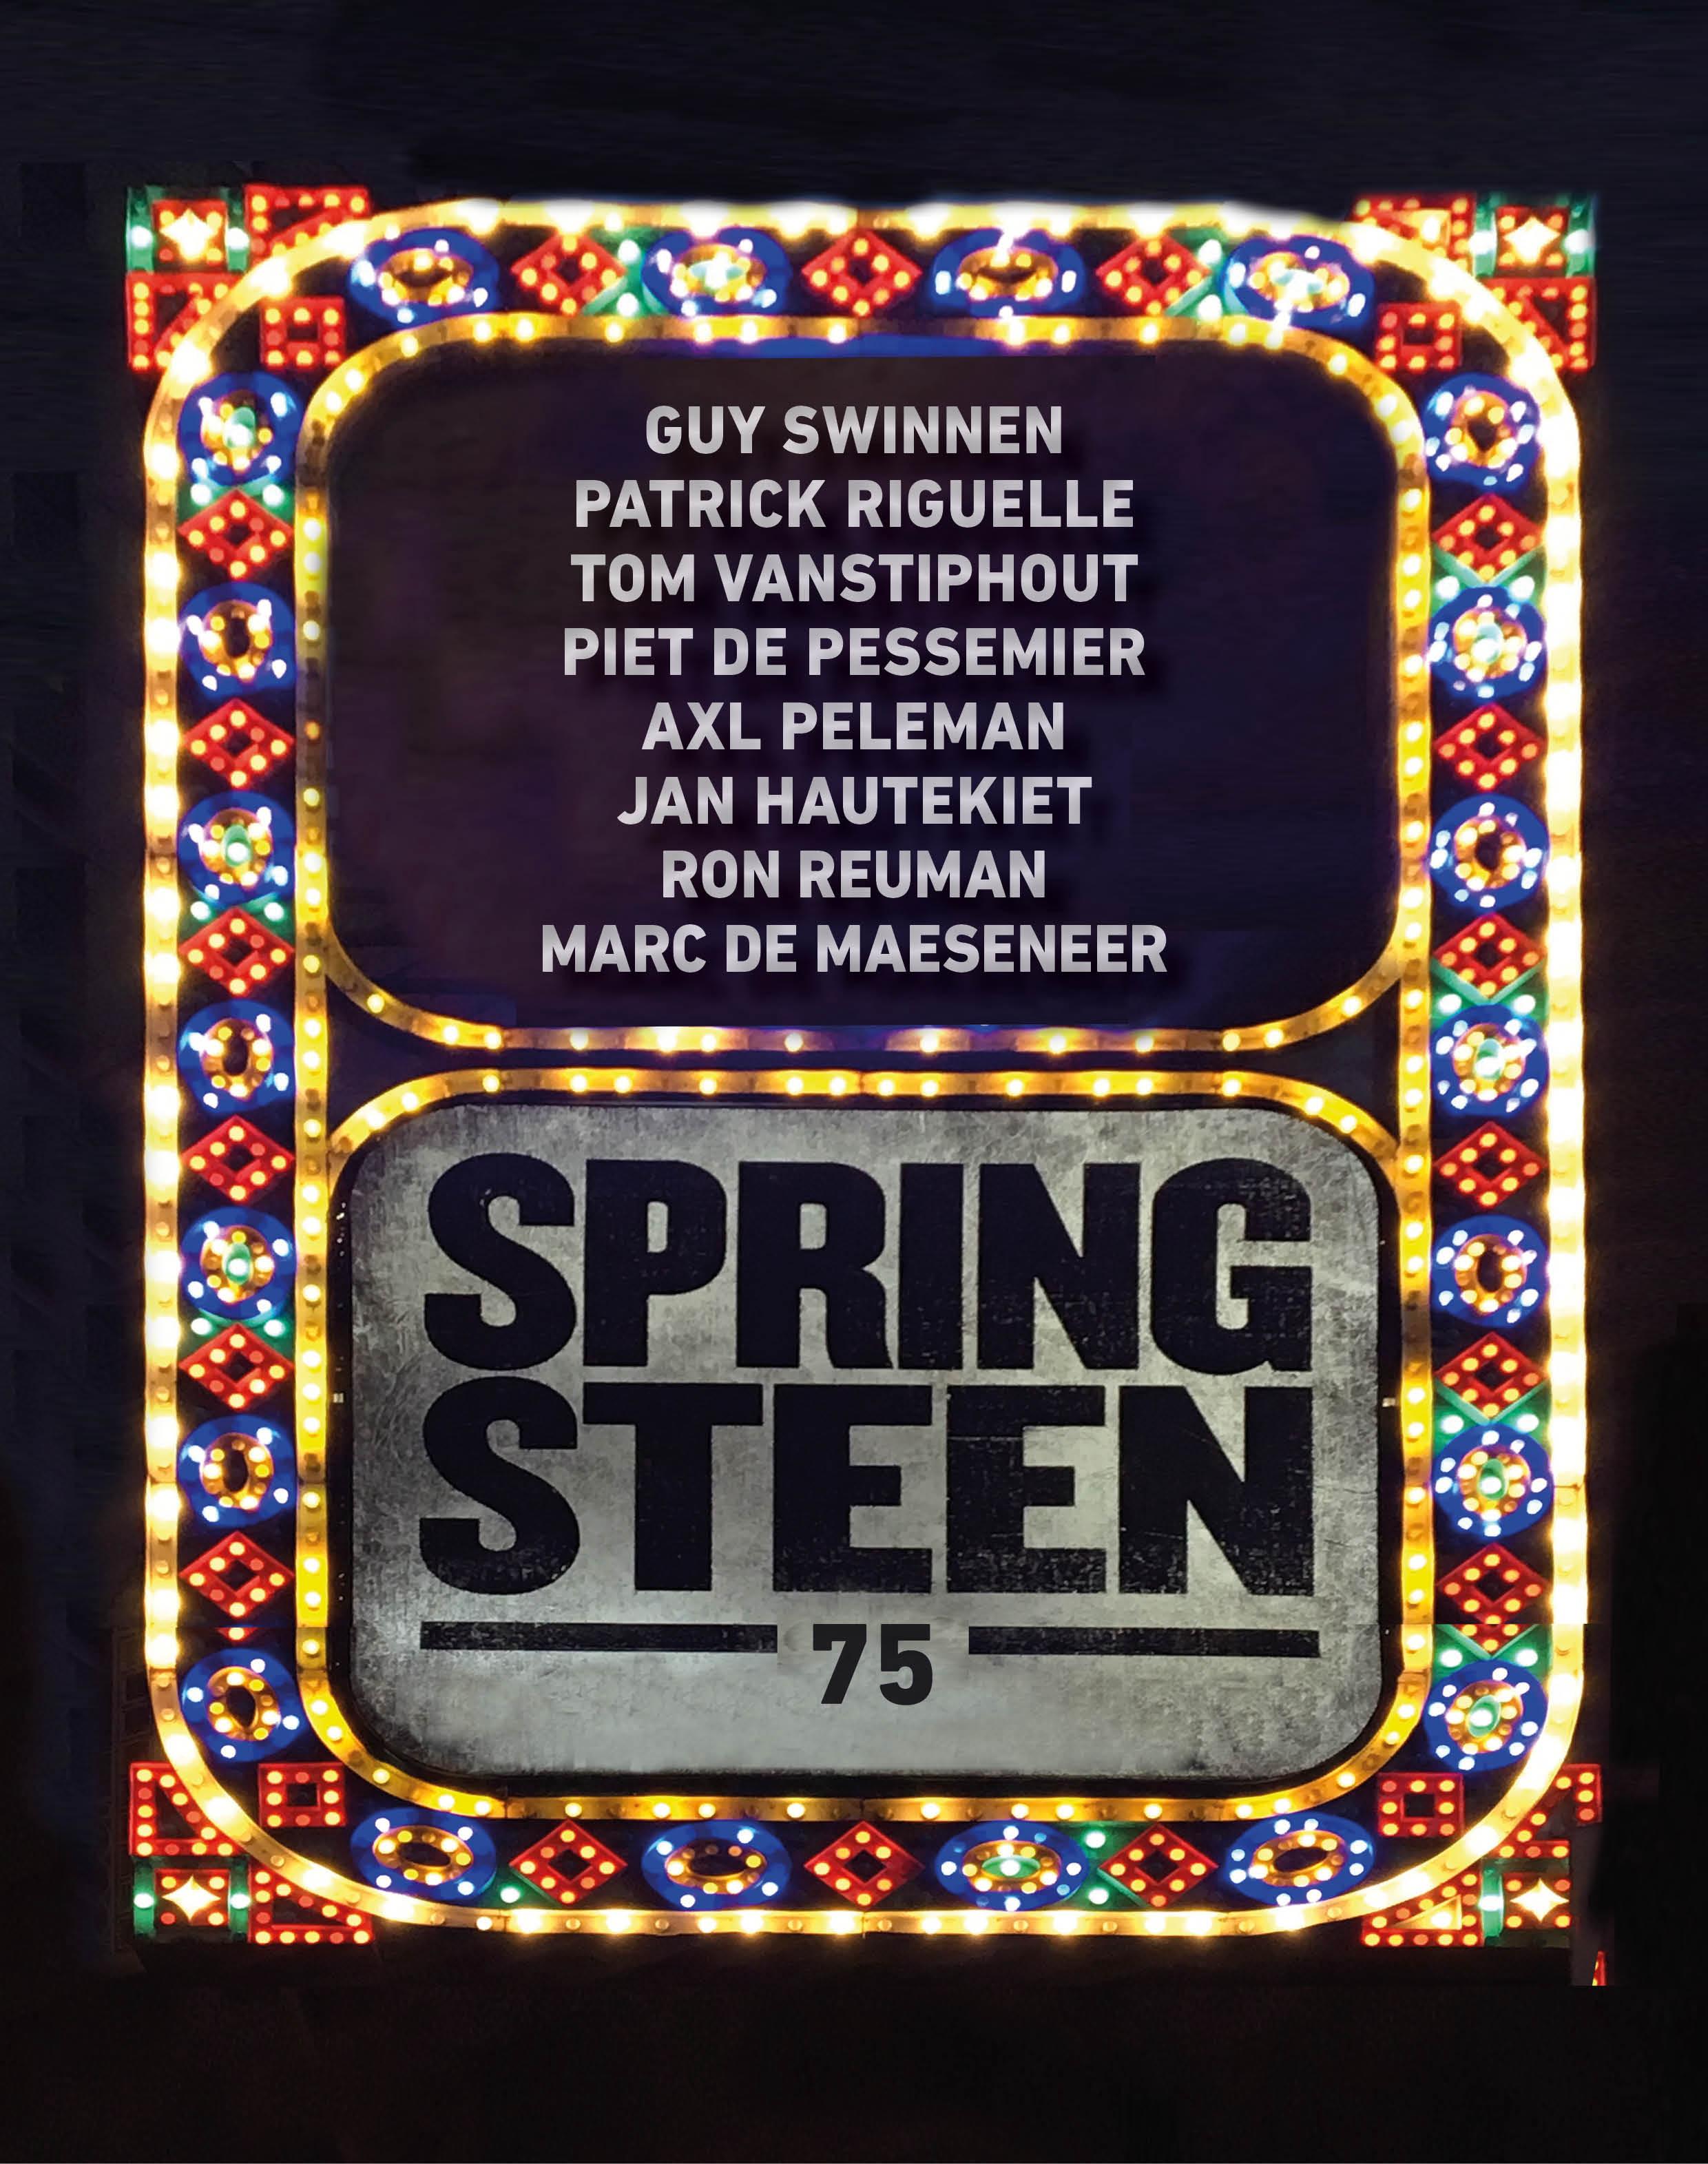 GUY SWINNEN
PATRICK RIGUELLE
TOM VANSTIPHOUT
PIET DE PESSEMIER
AXL PELEMAN
JAN HAUTEKIET
RON REUMAN
MARC DE MAESENEER
SPRING
STEEN
75